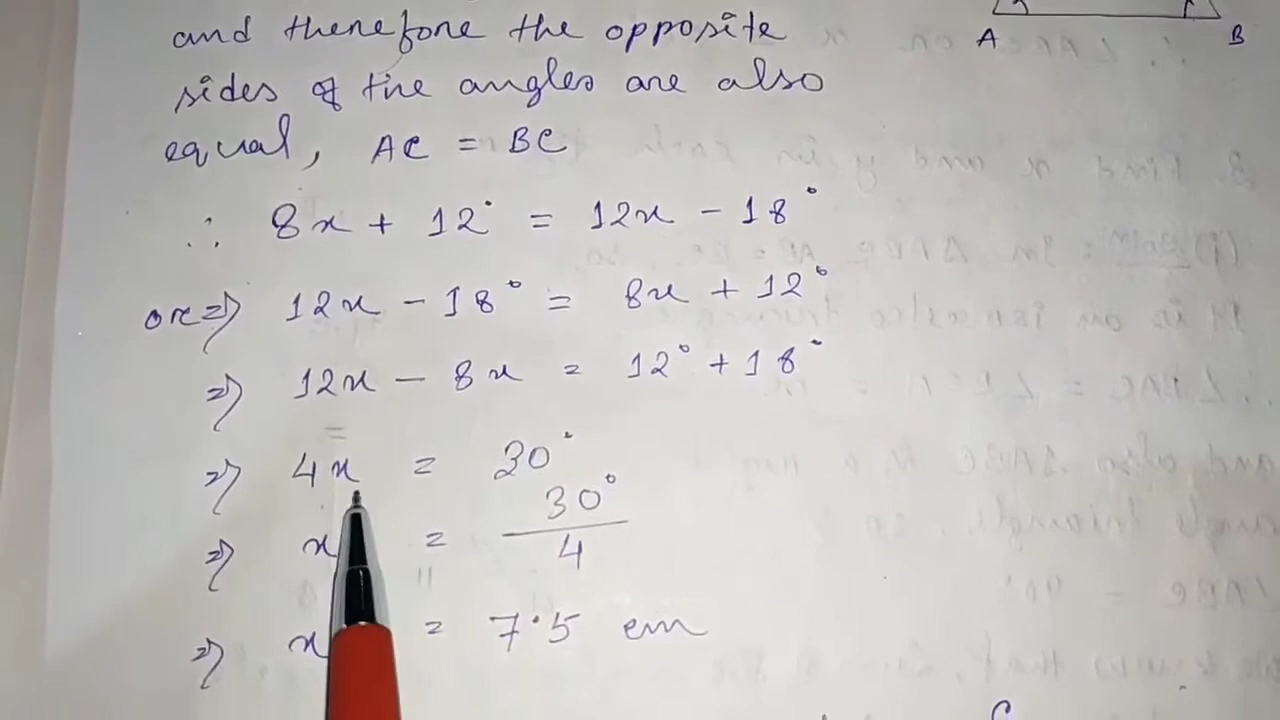 and therefore the opposite
A B
sides of the angles are also
equal, AC = BC
∴ 8x + 12° = 12x - 18°
or ⇒ 12x - 18° = 8x + 12°
⇒ 12x - 8x = 12° + 18°
⇒ 4x = 30°
⇒ x = 30°/4
⇒ x = 7.5 cm
C